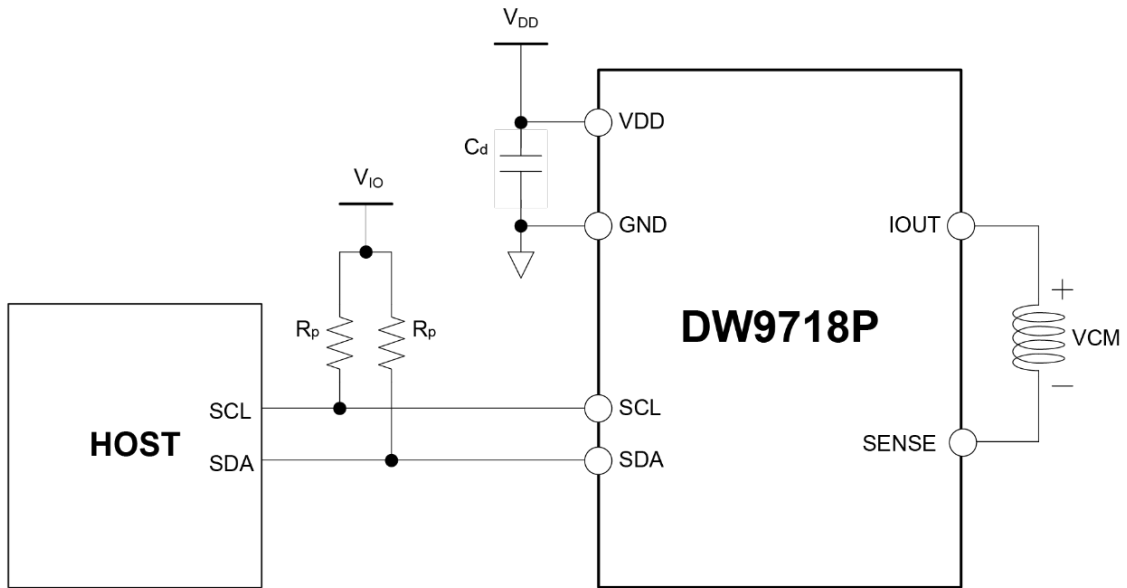 VDD
VDD
Cd
VIO
GND
IOUT
DW9718P
+
VCM
−
Rp
Rp
SCL
SCL
HOST
SDA
SDA
SENSE